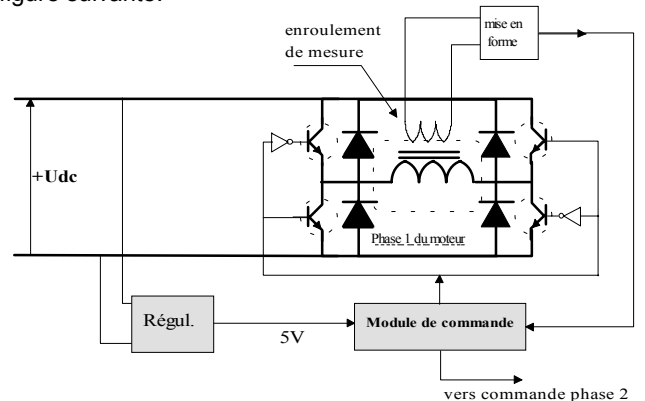 figure suivante.
enroulement
de mesure
mise en
forme
+Udc
Phase 1 du moteur
Régul.
5V
Module de commande
vers commande phase 2